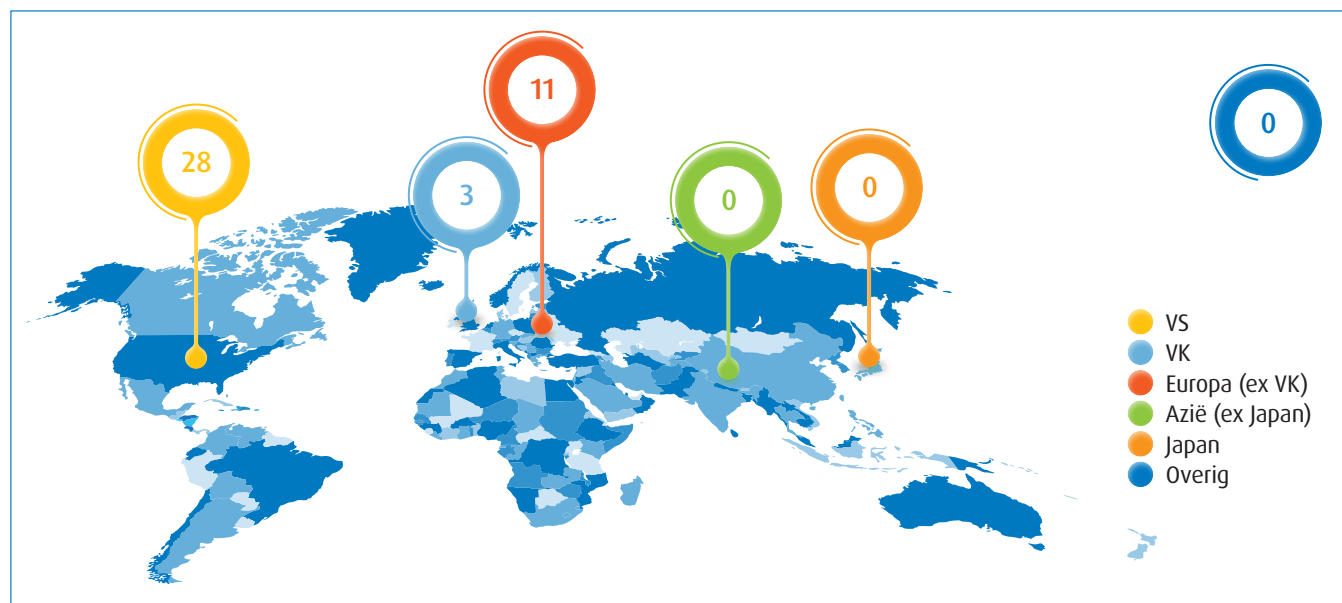 28
3
11
0
0
0
VS
VK
Europa (ex VK)
Azië (ex Japan)
Japan
Overig